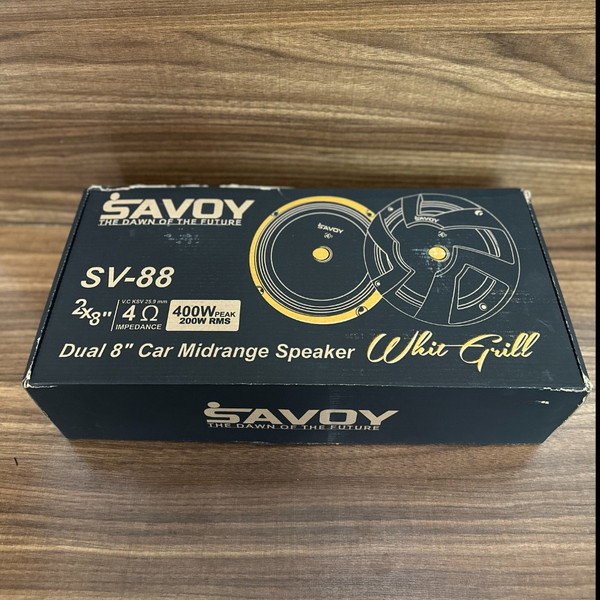 SAVOY
THE DAWN OF THE FUTURE
SAVOY
SAVOY
SV-88
2x8"
V.C KSV 25.9 mm
4 Ω
IMPEDANCE
400W PEAK
200W RMS
Dual 8" Car Midrange Speaker
Whit Grill
SAVOY
THE DAWN OF THE FUTURE